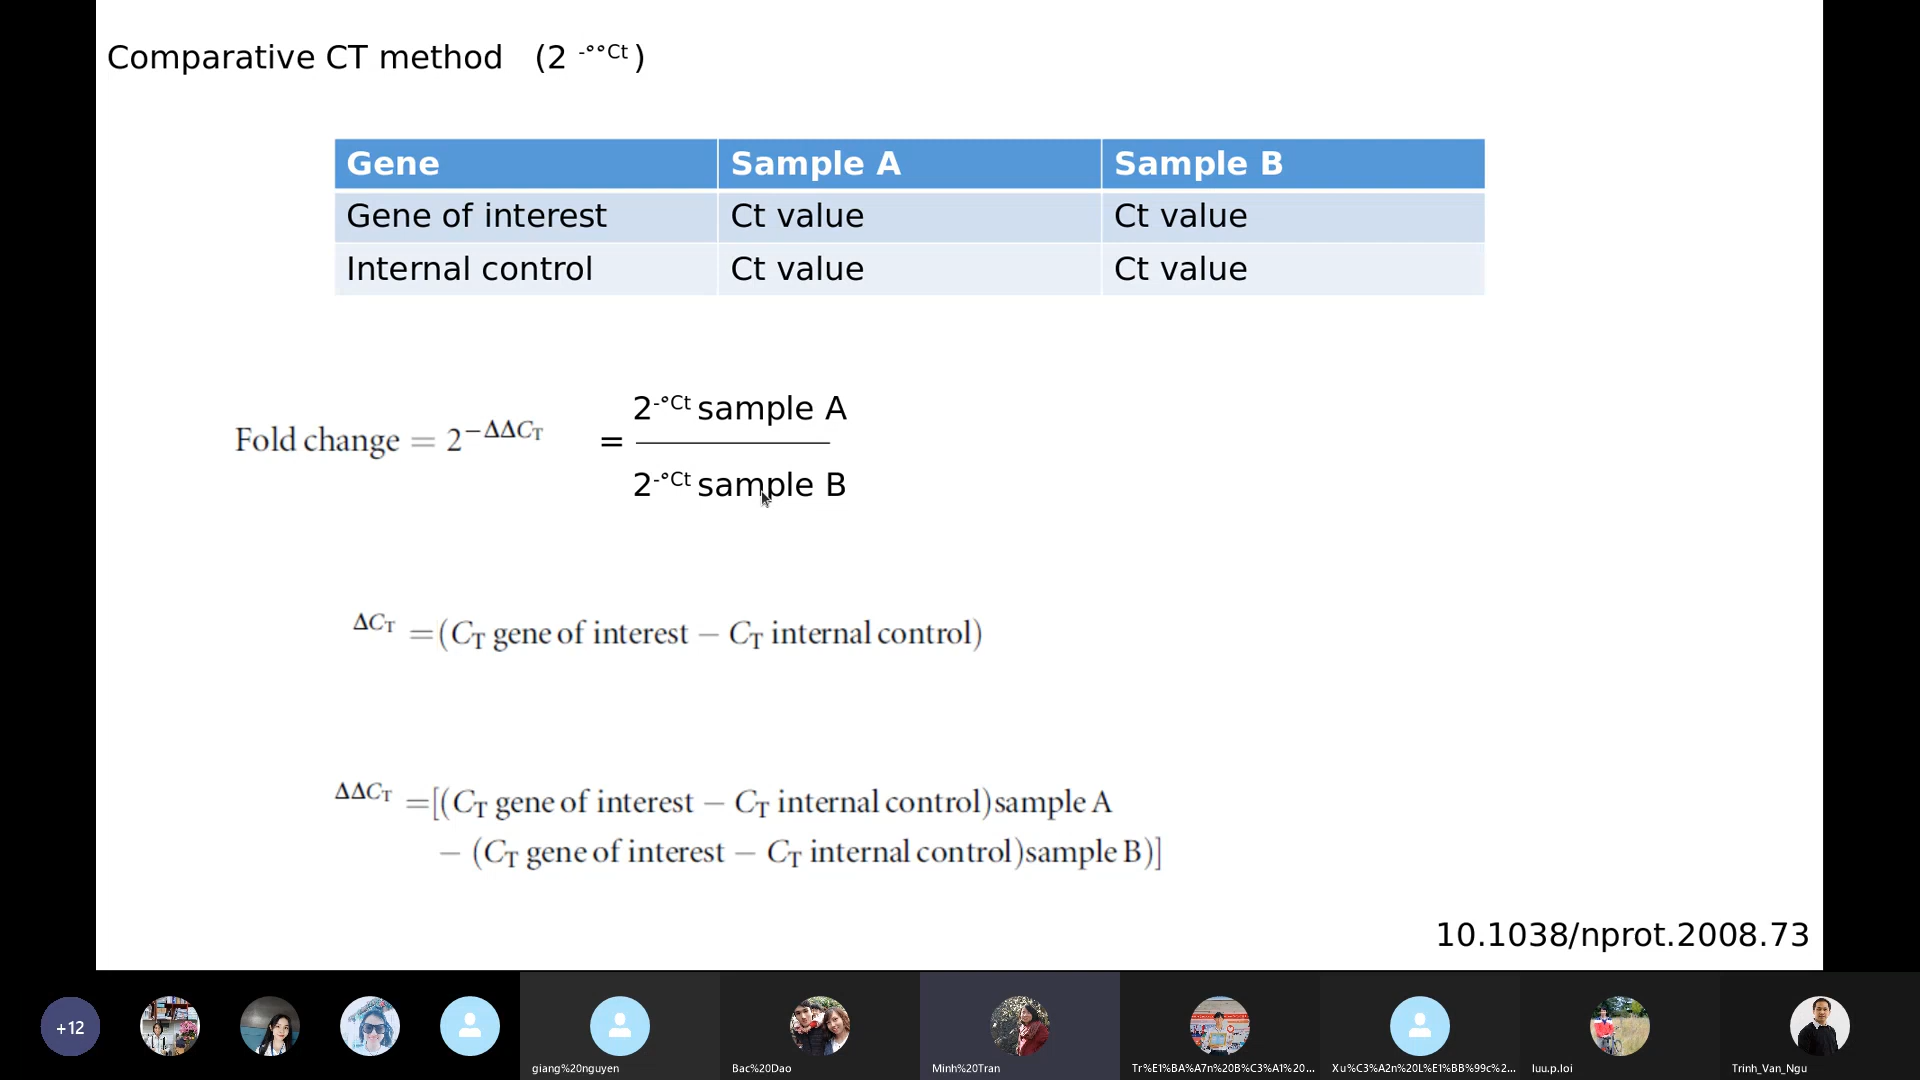 Comparative CT method (2 -°°Ct)
Gene Sample A Sample B
Gene of interest Ct value Ct value
Internal control Ct value Ct value
2-°Ct sample A
Fold change = 2−ΔΔCT =
2-°Ct sample B
ΔCT =(CT gene of interest − CT internal control)
ΔΔCT =[(CT gene of interest − CT internal control)sample A
− (CT gene of interest − CT internal control)sample B)]
10.1038/nprot.2008.73
+12
giang%20nguyen
Bac%20Dao
Minh%20Tran
Tr%E1%BA%A7n%20B%C3%A1%20...
Xu%C3%A2n%20L%E1%BB%99c%2...
luu.p.loi
Trinh_Van_Ngu